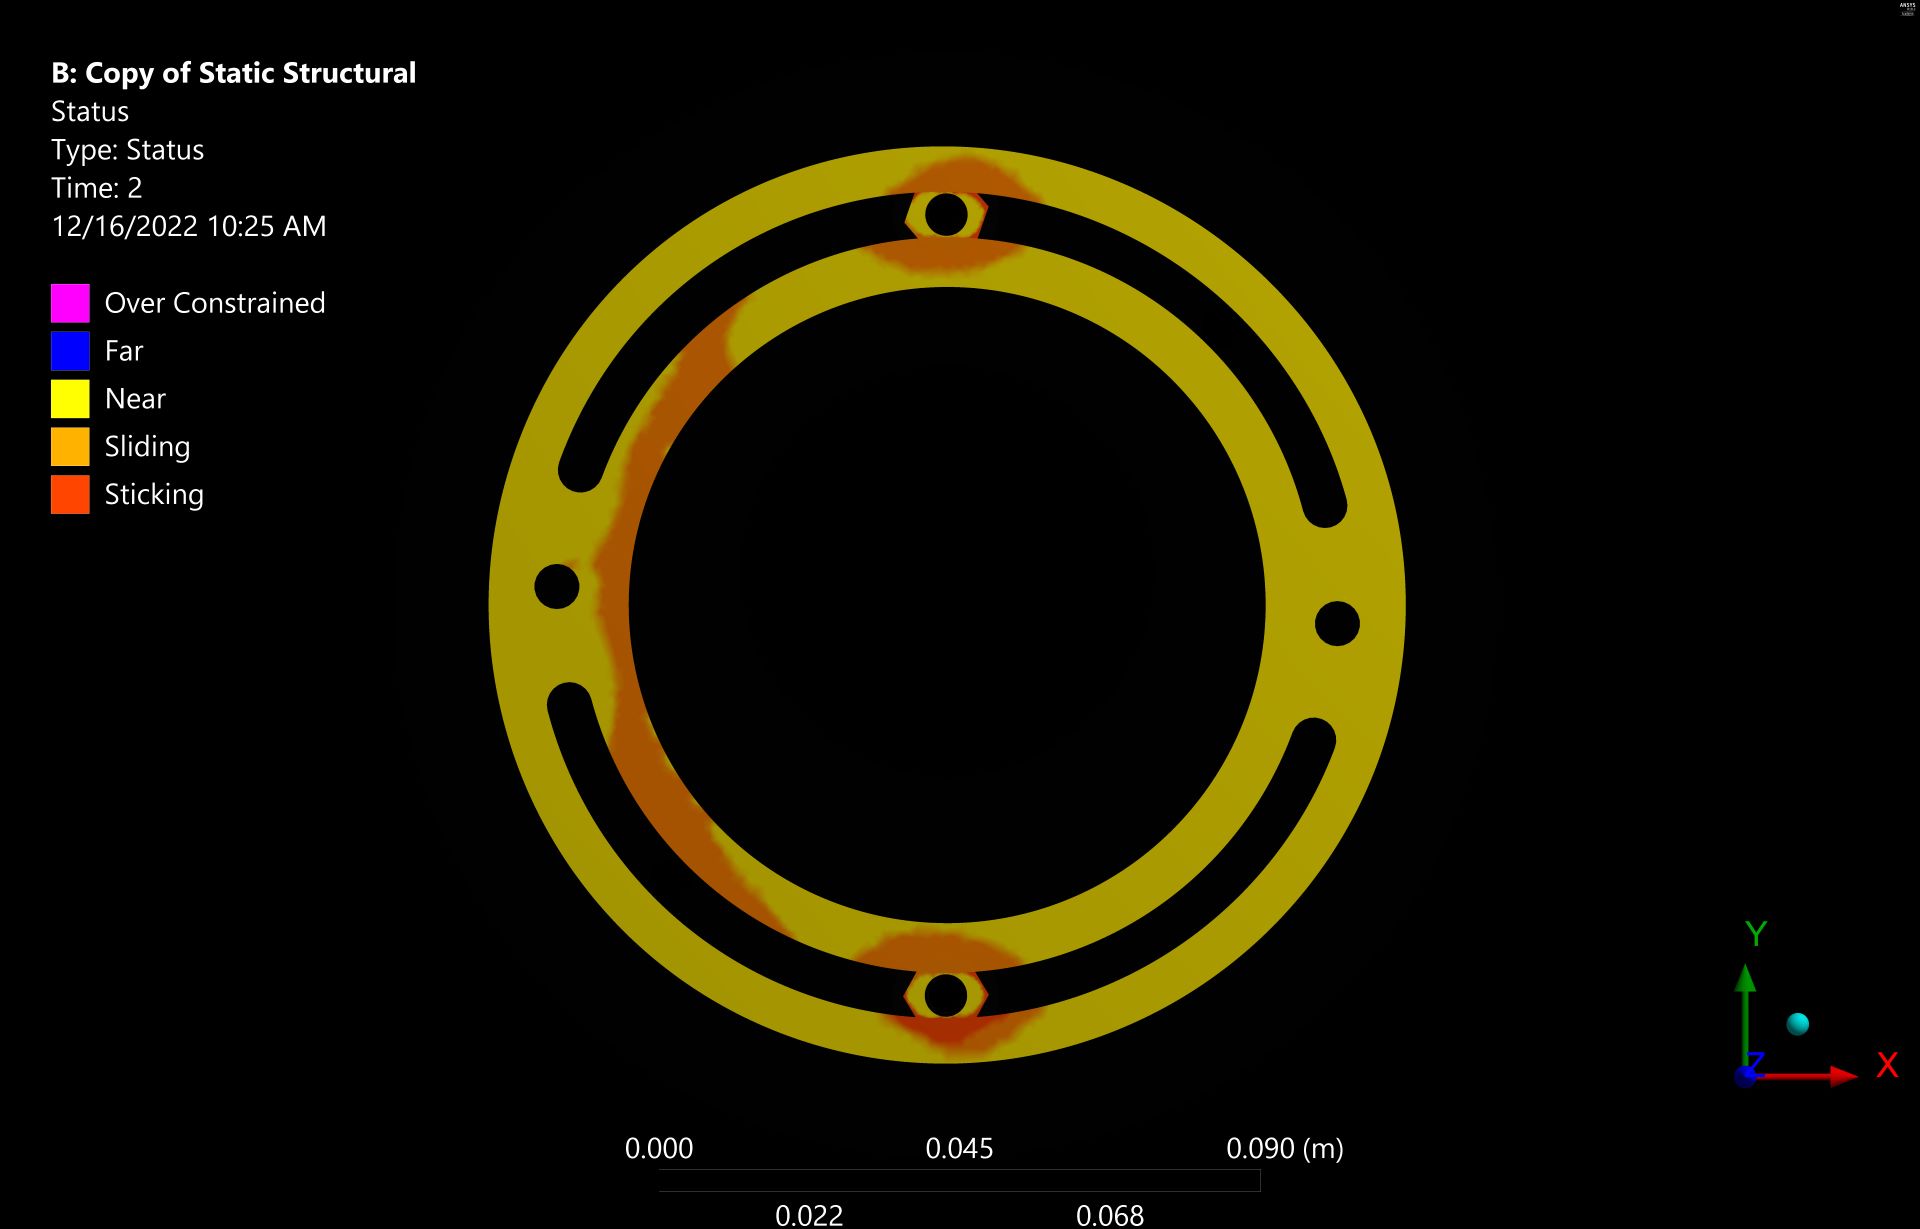 ANSYS
B: Copy of Static Structural
Status
Type: Status
Time: 2
12/16/2022 10:25 AM
Over Constrained
Far
Near
Sliding
Sticking
Y
Z
X
0.000
0.045
0.090 (m)
0.022
0.068